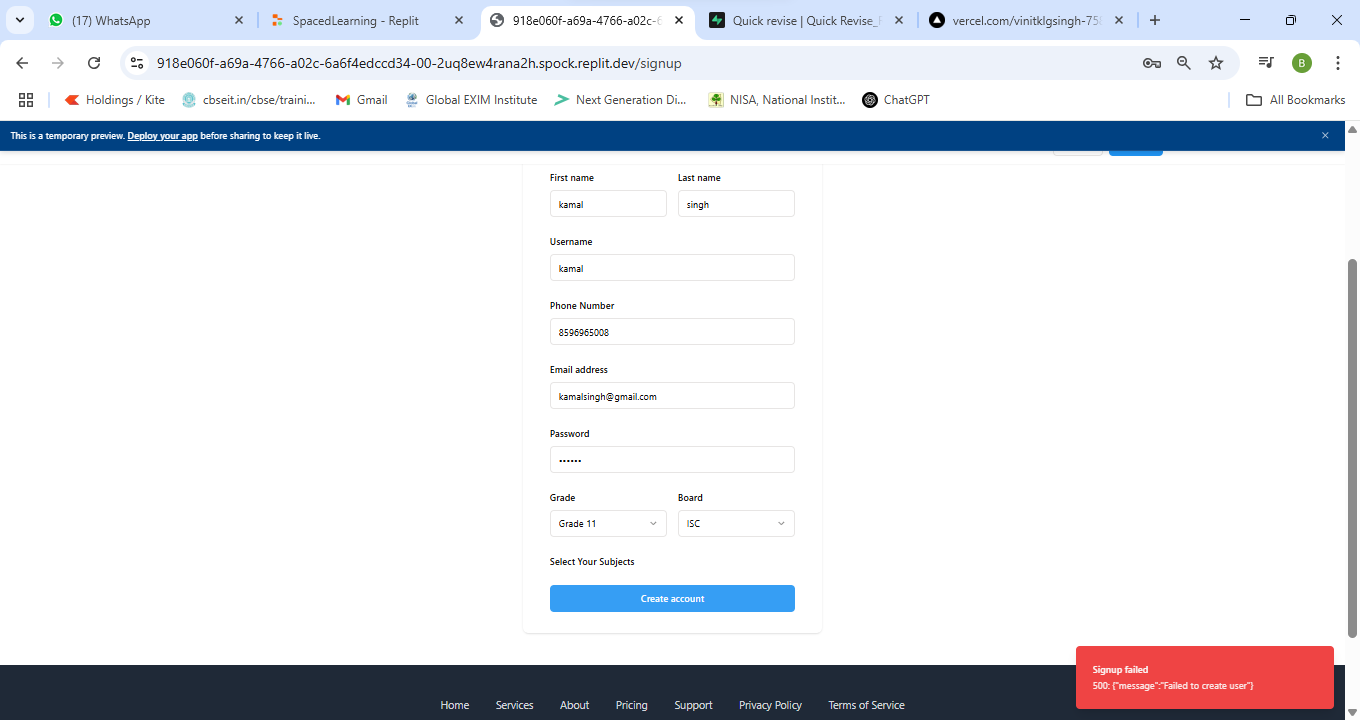 (17) WhatsApp
SpacedLearning - Replit
918e060f-a69a-4766-a02c-6
Quick revise | Quick Revise_
vercel.com/vinitklgsingh-75
918e060f-a69a-4766-a02c-6a6f4edccd34-00-2uq8ew4rana2h.spock.replit.dev/signup
B
Holdings / Kite
cbseit.in/cbse/traini...
Gmail
Global EXIM Institute
Next Generation Di...
NISA, National Instit...
ChatGPT
All Bookmarks
This is a temporary preview. Deploy your app before sharing to keep it live.
First name
Last name
kamal
singh
Username
kamal
Phone Number
8596965008
Email address
kamalsingh@gmail.com
Password
••••••
Grade
Board
Grade 11
ISC
Select Your Subjects
Create account
Signup failed
500: {"message":"Failed to create user"}
Home
Services
About
Pricing
Support
Privacy Policy
Terms of Service